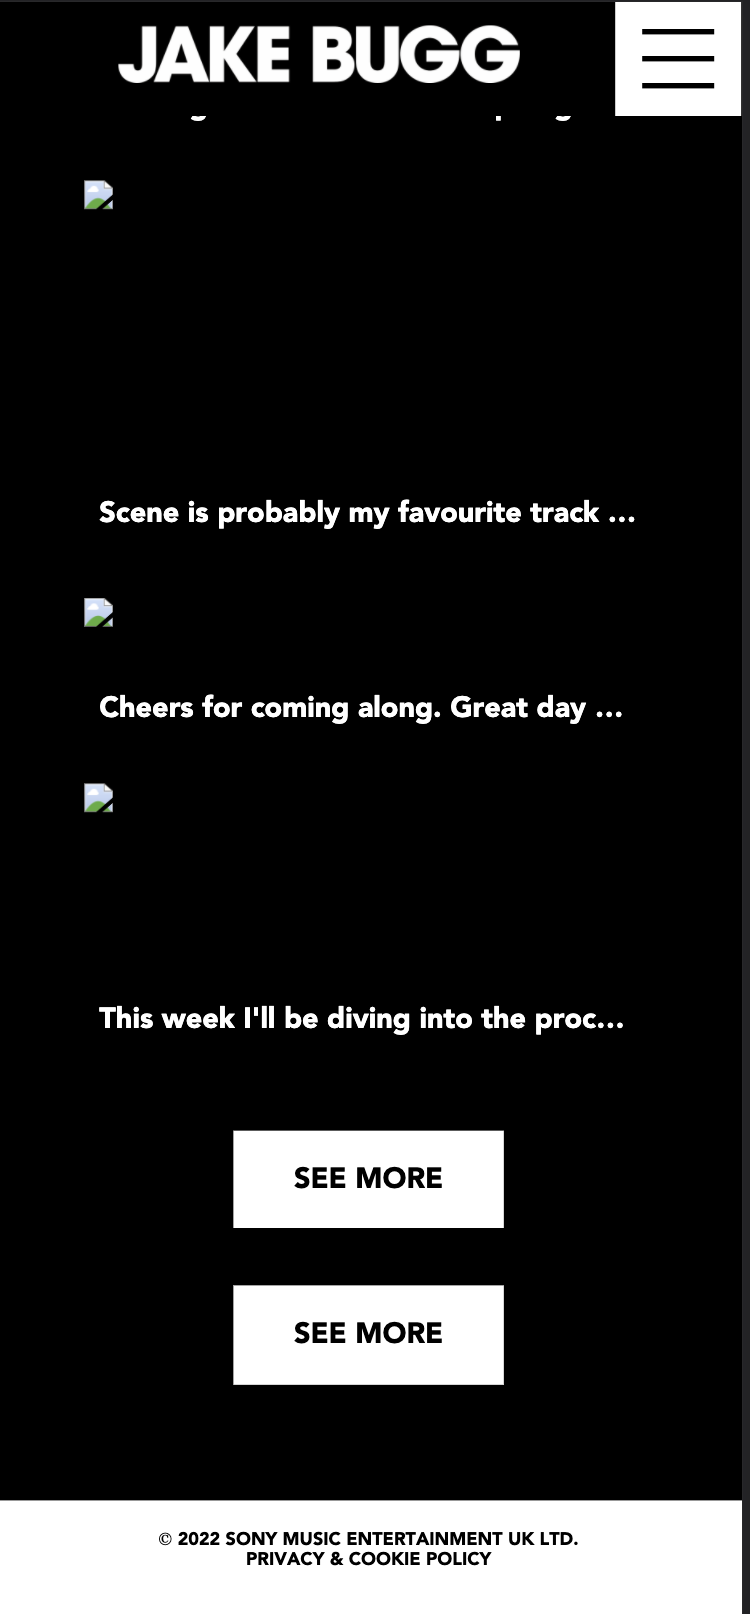 JAKE BUGG
Scene is probably my favourite track ...
Cheers for coming along. Great day ...
This week I'll be diving into the proc...
SEE MORE
SEE MORE
© 2022 SONY MUSIC ENTERTAINMENT UK LTD.
PRIVACY & COOKIE POLICY